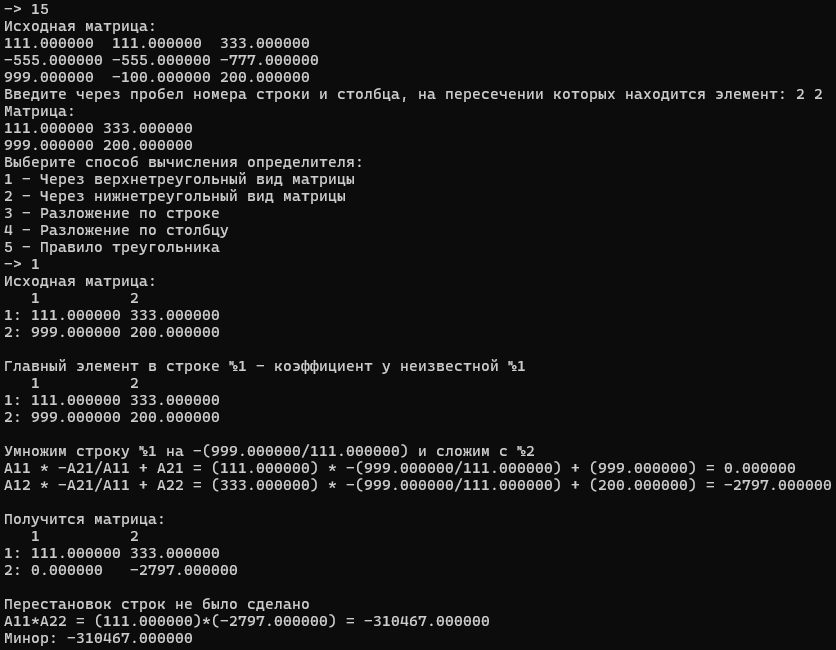 -> 15
Исходная матрица:
111.000000  111.000000  333.000000
-555.000000 -555.000000 -777.000000
999.000000  -100.000000 200.000000
Введите через пробел номера строки и столбца, на пересечении которых находится элемент: 2 2
Матрица:
111.000000 333.000000
999.000000 200.000000
Выберите способ вычисления определителя:
1 - Через верхнетреугольный вид матрицы
2 - Через нижнетреугольный вид матрицы
3 - Разложение по строке
4 - Разложение по столбцу
5 - Правило треугольника
-> 1
Исходная матрица:
   1          2
1: 111.000000 333.000000
2: 999.000000 200.000000
Главный элемент в строке №1 - коэффициент у неизвестной №1
   1          2
1: 111.000000 333.000000
2: 999.000000 200.000000
Умножим строку №1 на -(999.000000/111.000000) и сложим с №2
A11 * -A21/A11 + A21 = (111.000000) * -(999.000000/111.000000) + (999.000000) = 0.000000
A12 * -A21/A11 + A22 = (333.000000) * -(999.000000/111.000000) + (200.000000) = -2797.000000
Получится матрица:
   1          2
1: 111.000000 333.000000
2: 0.000000   -2797.000000
Перестановок строк не было сделано
A11*A22 = (111.000000)*(-2797.000000) = -310467.000000
Минор: -310467.000000